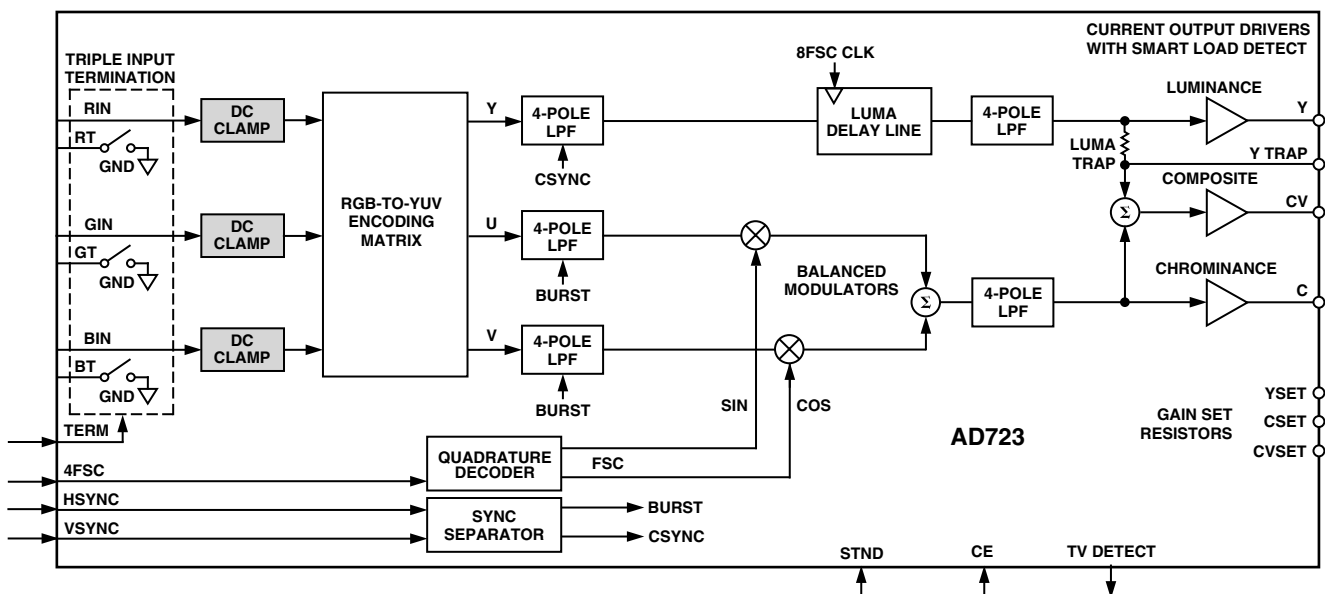 CURRENT OUTPUT DRIVERS
WITH SMART LOAD DETECT
TRIPLE INPUT
TERMINATION
8FSC CLK
RIN
DC
CLAMP
Y
4-POLE
LPF
LUMA
DELAY LINE
4-POLE
LPF
LUMINANCE
Y
RT
GND
CSYNC
LUMA
TRAP
Y TRAP
RGB-TO-YUV
ENCODING
MATRIX
GIN
DC
CLAMP
U
4-POLE
LPF
Σ
COMPOSITE
CV
GT
GND
BURST
BALANCED
MODULATORS
Σ
4-POLE
LPF
CHROMINANCE
C
BIN
DC
CLAMP
V
4-POLE
LPF
BT
GND
BURST
SIN
COS
YSET
GAIN SET
RESISTORS
CSET
CVSET
TERM
AD723
4FSC
QUADRATURE
DECODER
FSC
HSYNC
VSYNC
SYNC
SEPARATOR
BURST
CSYNC
STND
CE
TV DETECT